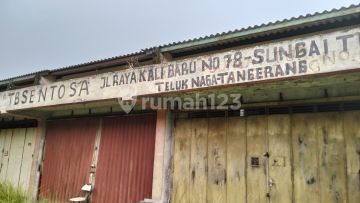 TB SENTOSA JL RAYA KALI BARU NO 78-SUNGAI T
TELUK NAGA-TANGERANG
rumah123